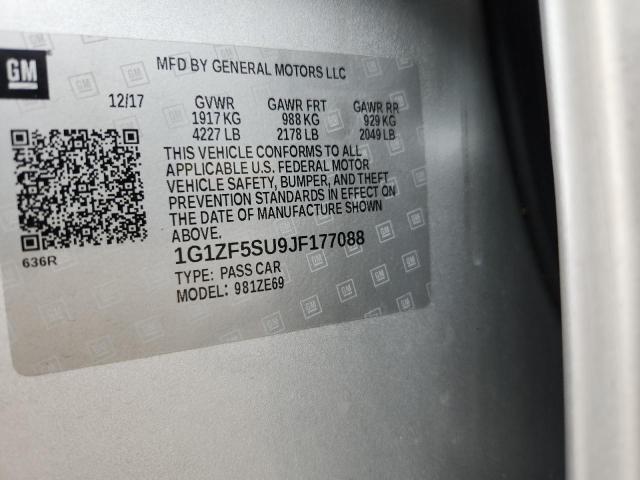 GM
MFD BY GENERAL MOTORS LLC
12/17 GVWR GAWR FRT GAWR RR
1917 KG 988 KG 929 KG
4227 LB 2178 LB 2049 LB
THIS VEHICLE CONFORMS TO ALL
APPLICABLE U.S. FEDERAL MOTOR
VEHICLE SAFETY, BUMPER, AND THEFT
PREVENTION STANDARDS IN EFFECT ON
THE DATE OF MANUFACTURE SHOWN
ABOVE.
636R
1G1ZF5SU9JF177088
TYPE: PASS CAR
MODEL: 981ZE69